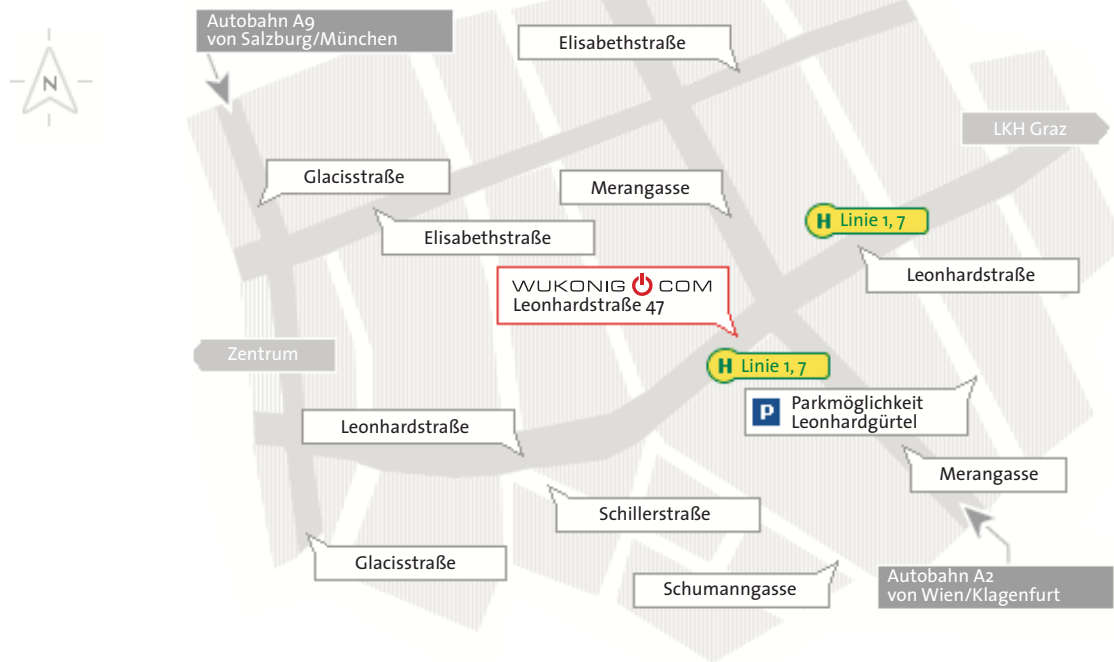 Autobahn A9
von Salzburg/München
Elisabethstraße
N
LKH Graz
Glacisstraße
Merangasse
H Linie 1, 7
Elisabethstraße
Leonhardstraße
WUKONIG COM
Leonhardstraße 47
Zentrum
H Linie 1, 7
P Parkmöglichkeit
Leonhardgürtel
Leonhardstraße
Merangasse
Schillerstraße
Glacisstraße
Schumanngasse
Autobahn A2
von Wien/Klagenfurt